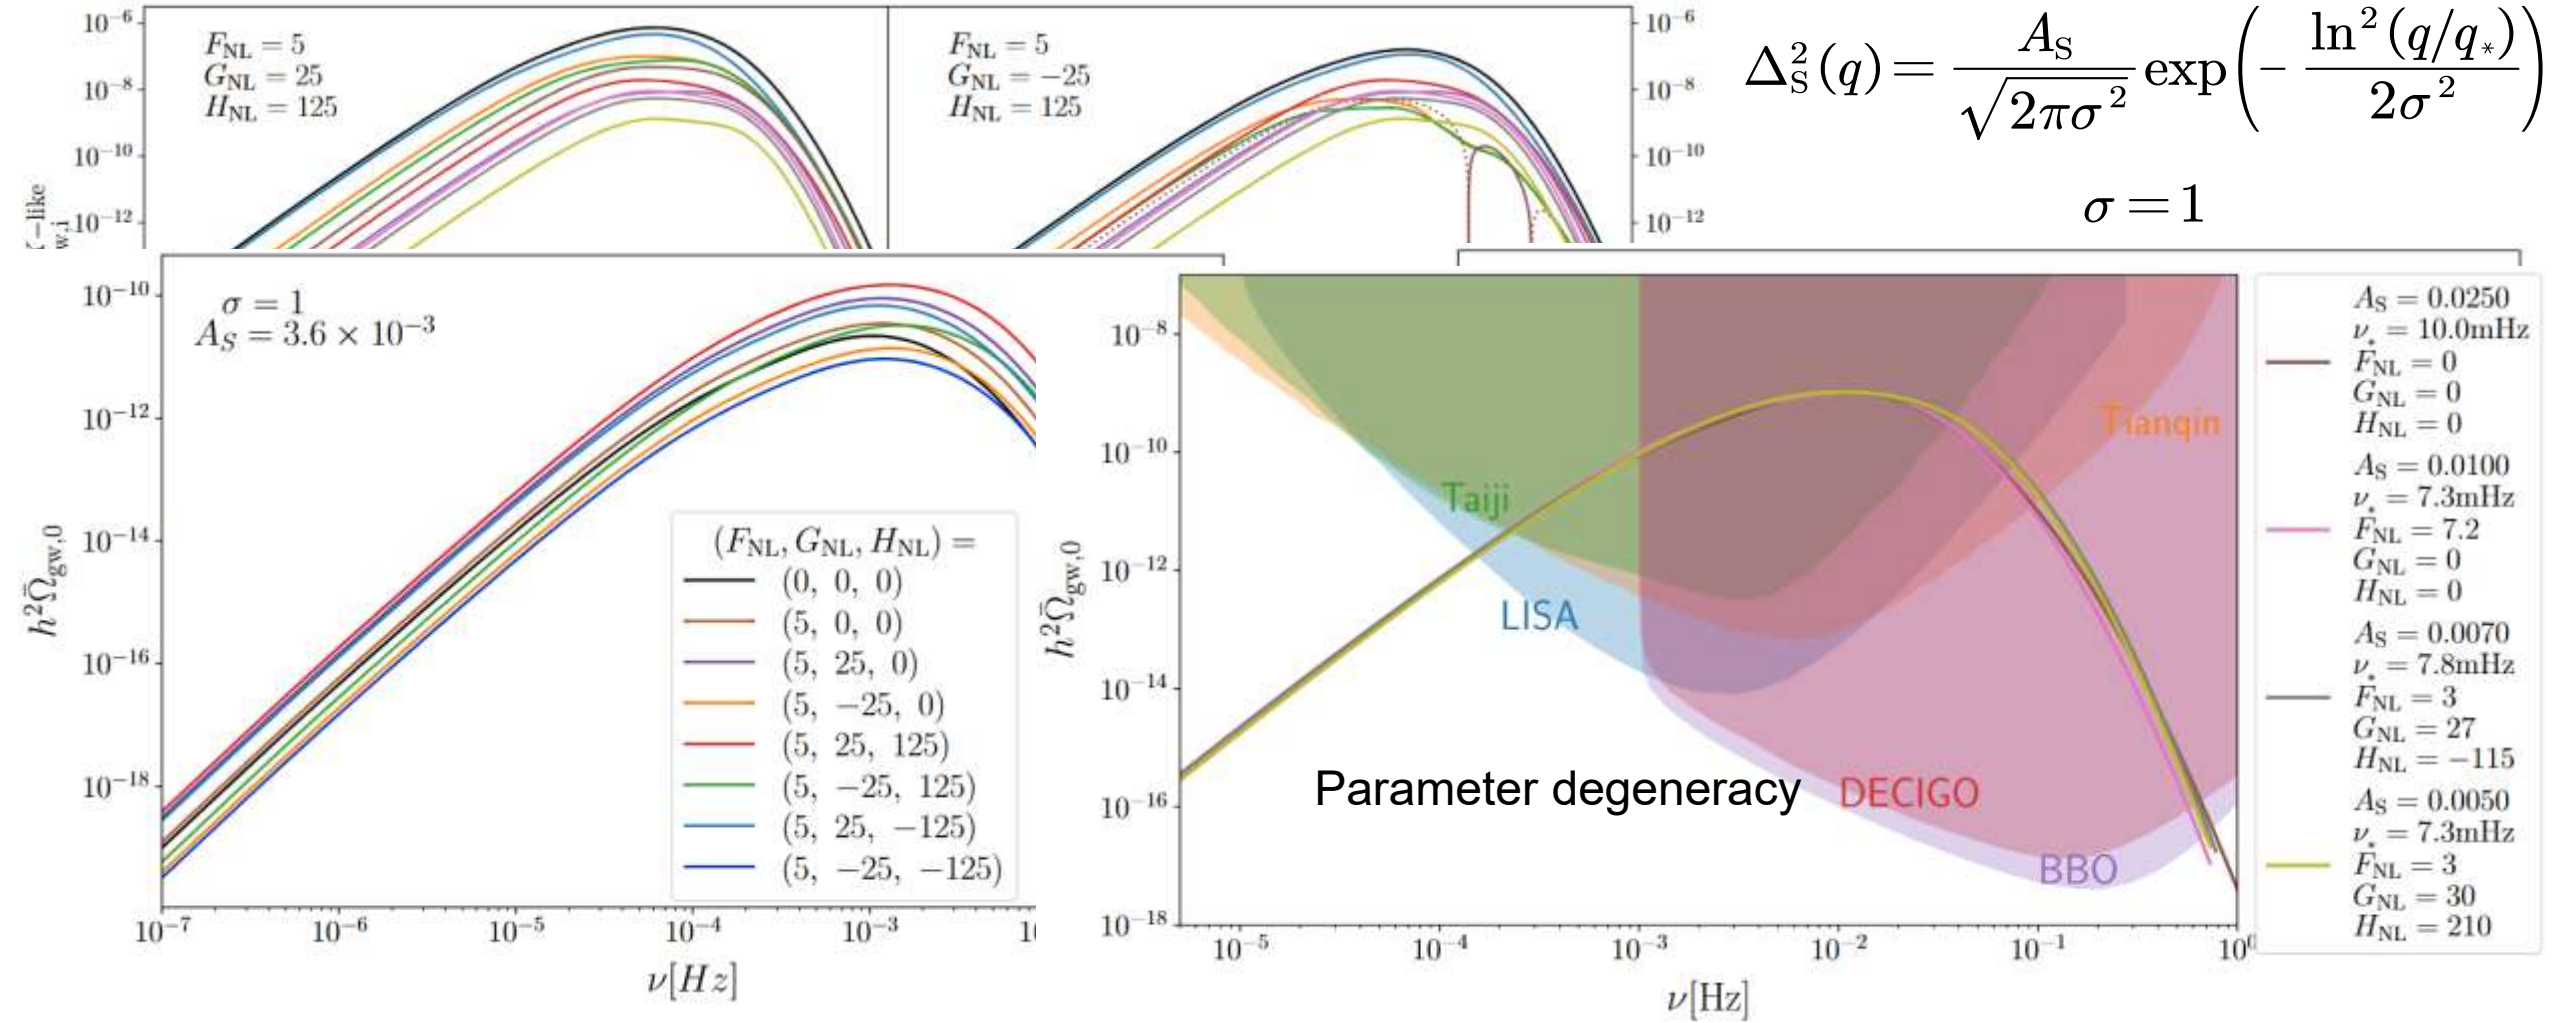 10⁻⁶
10⁻⁸
10⁻¹⁰
10⁻¹²
F_NL = 5
G_NL = 25
H_NL = 125
F_NL = 5
G_NL = −25
H_NL = 125
10⁻⁶
10⁻⁸
10⁻¹⁰
10⁻¹²
Δ²_S (q) = A_S / √(2πσ²) exp(− ln² (q/q_*) / 2σ²)
σ = 1
−like
w,i
h²Ω̄_gw,0
10⁻¹⁰
10⁻¹²
10⁻¹⁴
10⁻¹⁶
10⁻¹⁸
σ = 1
A_S = 3.6 × 10⁻³
(F_NL, G_NL, H_NL) =
(0, 0, 0)
(5, 0, 0)
(5, 25, 0)
(5, −25, 0)
(5, 25, 125)
(5, −25, 125)
(5, 25, −125)
(5, −25, −125)
10⁻⁷ 10⁻⁶ 10⁻⁵ 10⁻⁴ 10⁻³
ν[Hz]
h²Ω̄_gw,0
10⁻⁸
10⁻¹⁰
10⁻¹²
10⁻¹⁴
10⁻¹⁶
10⁻¹⁸
Tianqin
Taiji
LISA
Parameter degeneracy
DECIGO
BBO
10⁻⁵ 10⁻⁴ 10⁻³ 10⁻² 10⁻¹ 10⁰
ν[Hz]
A_S = 0.0250
ν_* = 10.0mHz
F_NL = 0
G_NL = 0
H_NL = 0
A_S = 0.0100
ν_* = 7.3mHz
F_NL = 7.2
G_NL = 0
H_NL = 0
A_S = 0.0070
ν_* = 7.8mHz
F_NL = 3
G_NL = 27
H_NL = −115
A_S = 0.0050
ν_* = 7.3mHz
F_NL = 3
G_NL = 30
H_NL = 210